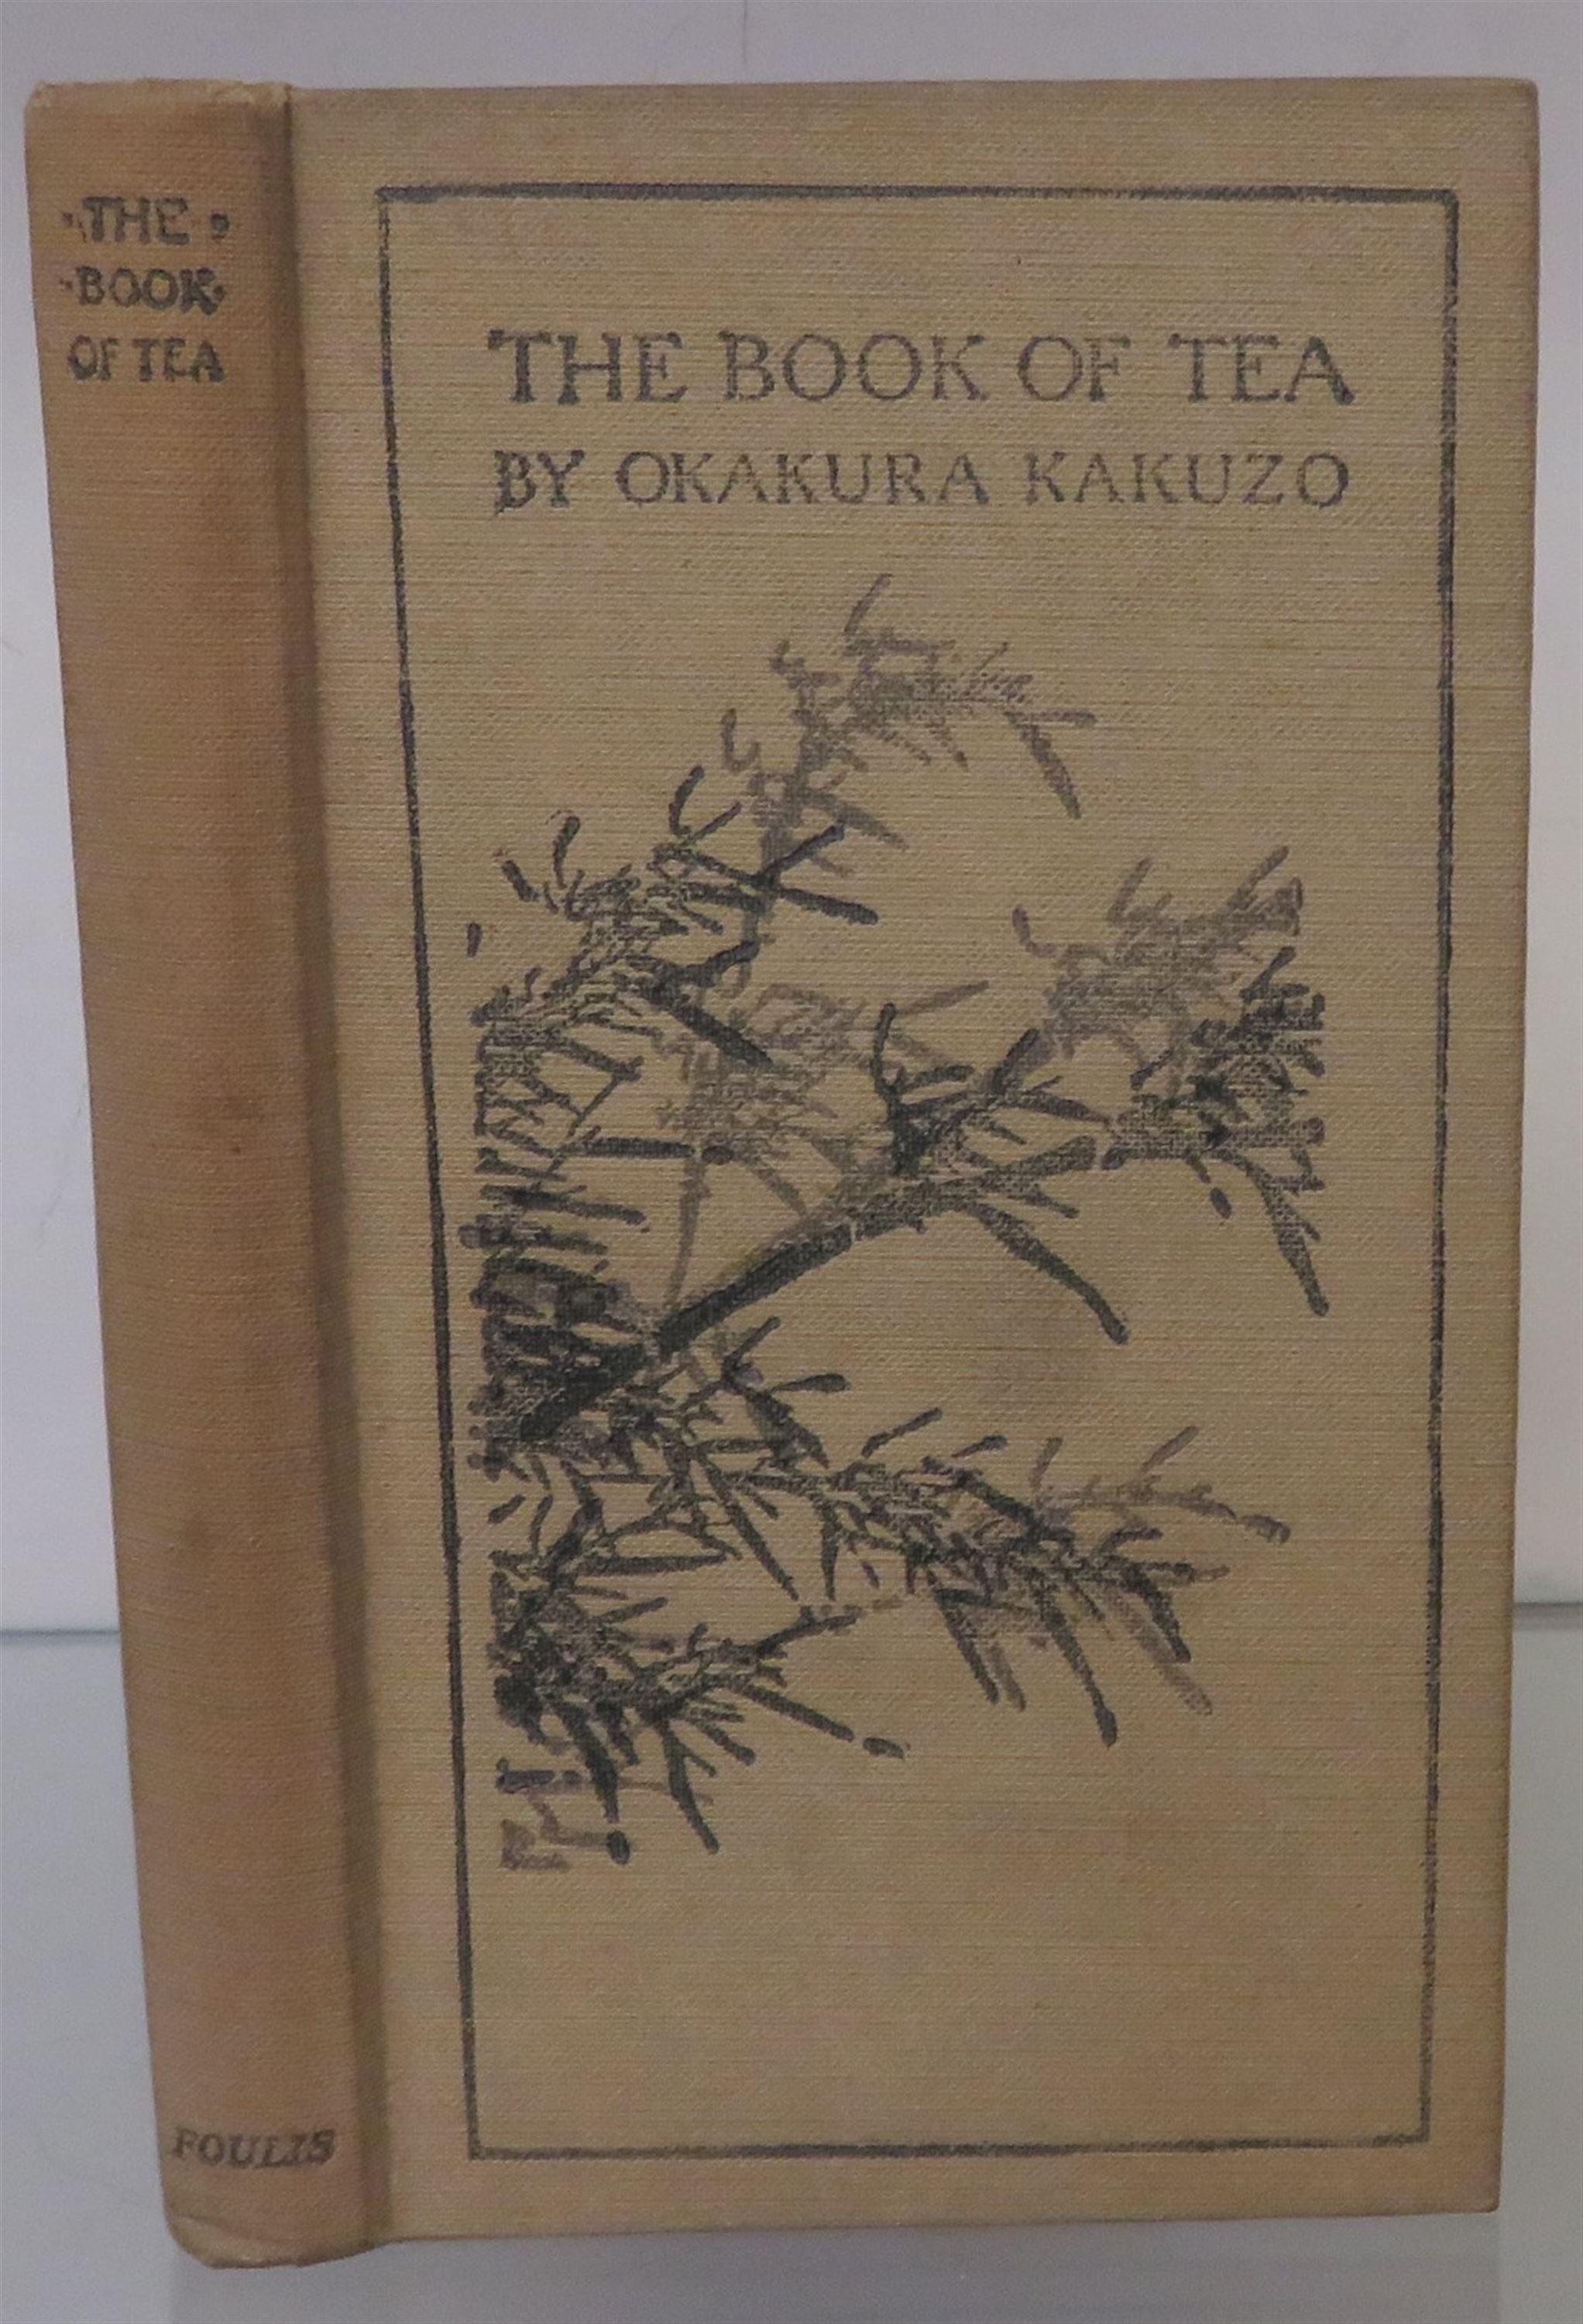 ·THE·
·BOOK·
OF TEA
FOULIS
THE BOOK OF TEA
BY OKAKURA KAKUZO